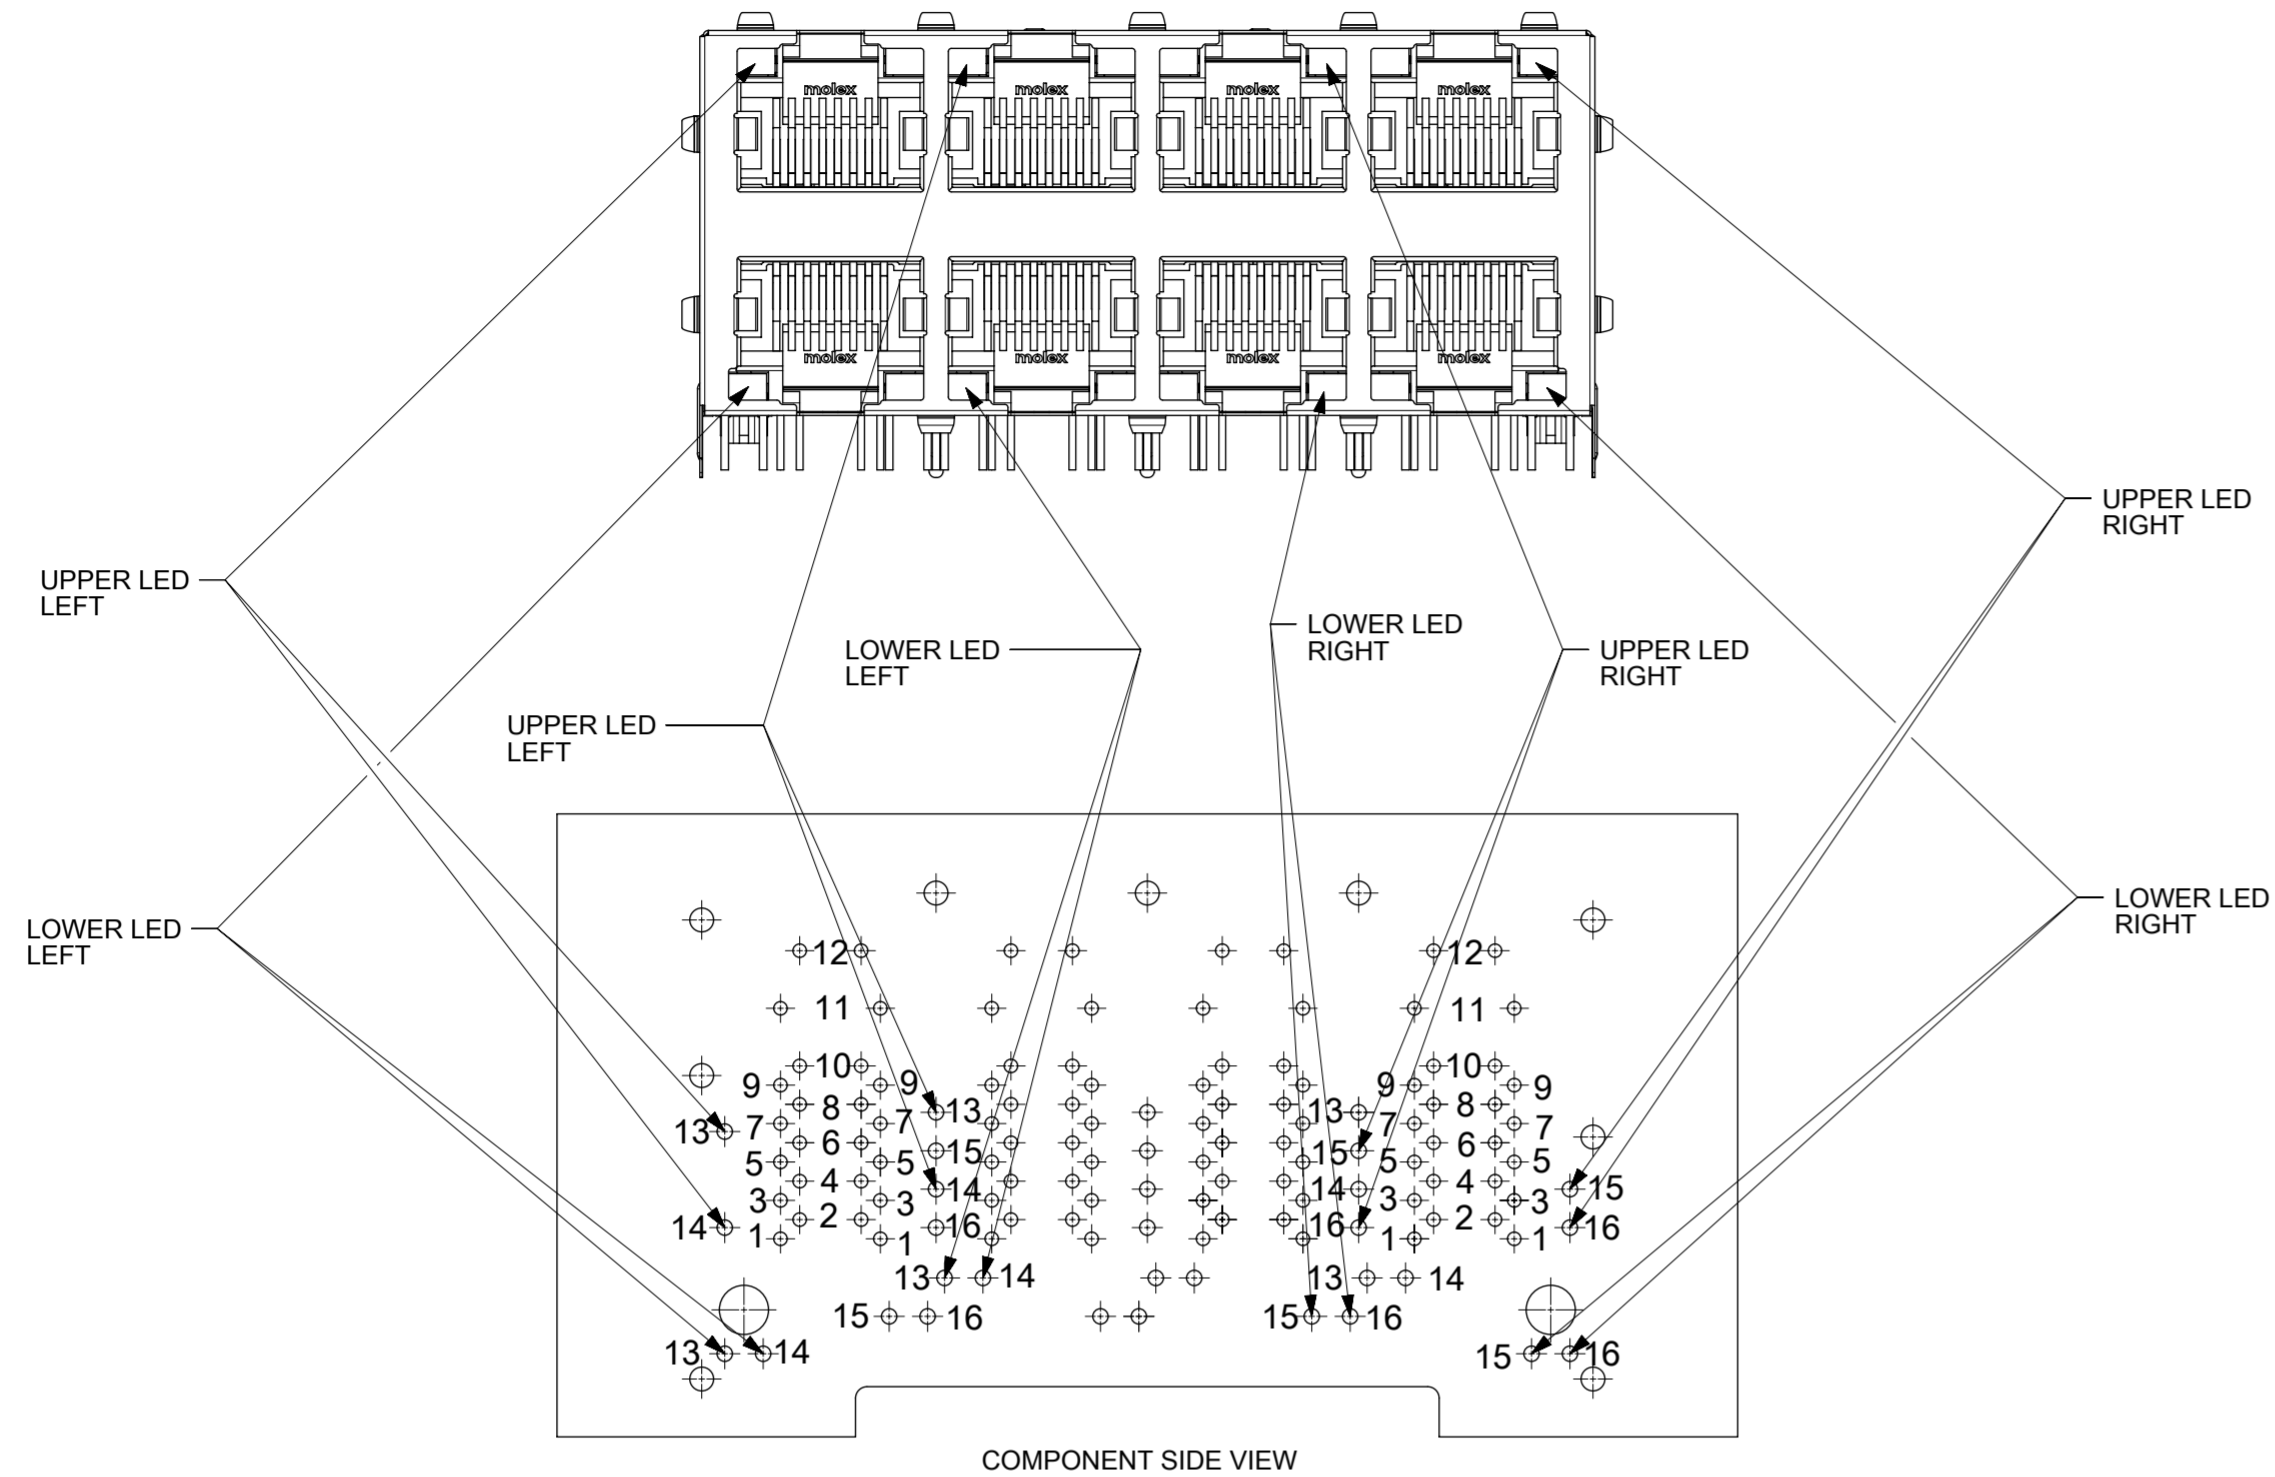 molex molex molex molex
molex molex molex molex
UPPER LED
RIGHT
UPPER LED
LEFT
LOWER LED
RIGHT
LOWER LED
LEFT
UPPER LED
RIGHT
UPPER LED
LEFT
LOWER LED
RIGHT
LOWER LED
LEFT
12 12
11 11
10 10
9 9 9 9
8 8
13 13
7 7 7 7
13
6 6
15 15
5 5 5 5
4 4
14 14 15
3 3 3 3
2 2
14 16 16 16
1 1 1 1
13 14 13 14
15 16 15 16
13 14 15 16
COMPONENT SIDE VIEW